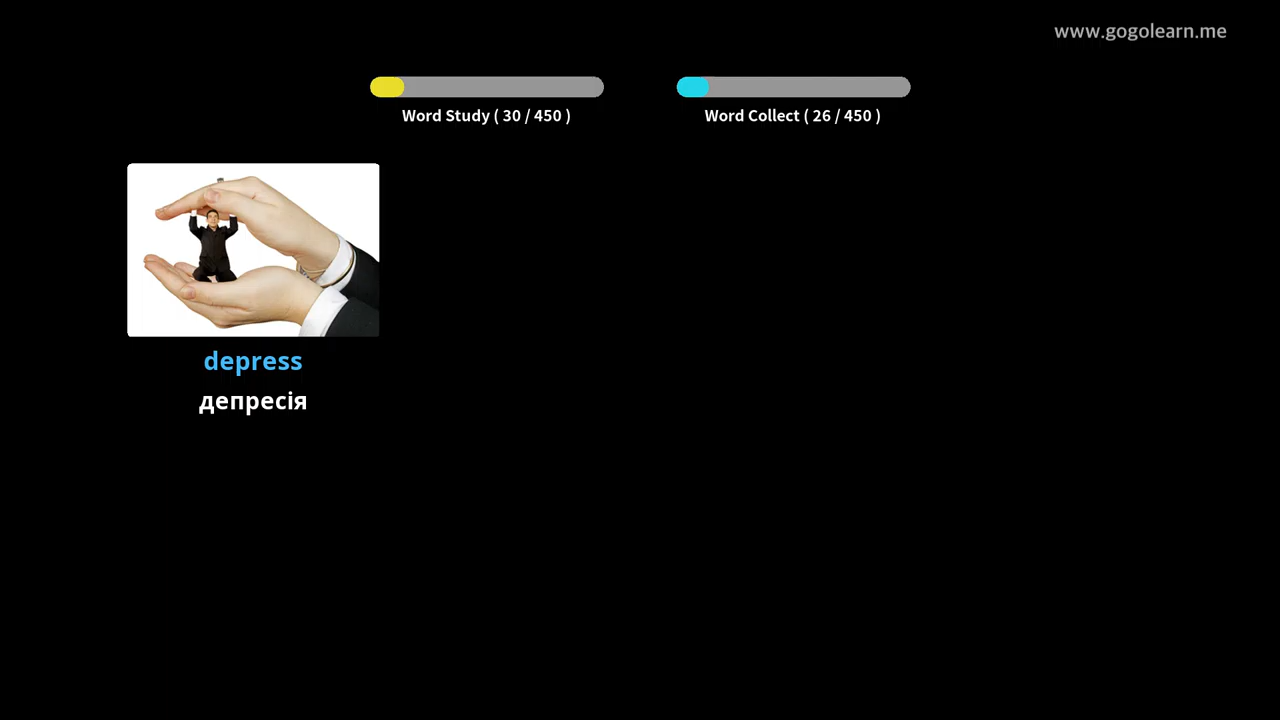 www.gogolearn.me
Word Study ( 30 / 450 )
Word Collect ( 26 / 450 )
depress
депресія